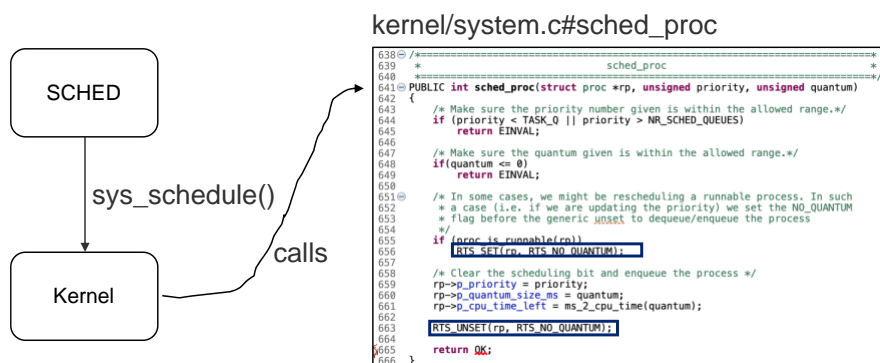 kernel/system.c#sched_proc
SCHED
sys_schedule()
Kernel
calls
638 /*===========================================================================*
639 * sched_proc *
640 *===========================================================================*/
641 PUBLIC int sched_proc(struct proc *rp, unsigned priority, unsigned quantum)
642 {
643 /* Make sure the priority number given is within the allowed range.*/
644 if (priority < TASK_Q || priority > NR_SCHED_QUEUES)
645 return EINVAL;
646
647 /* Make sure the quantum given is within the allowed range.*/
648 if(quantum <= 0)
649 return EINVAL;
650
651 /* In some cases, we might be rescheduling a runnable process. In such
652 * a case (i.e. if we are updating the priority) we set the NO_QUANTUM
653 * flag before the generic unset to dequeue/enqueue the process
654 */
655 if (proc_is_runnable(rp))
656 RTS_SET(rp, RTS_NO_QUANTUM);
657
658 /* Clear the scheduling bit and enqueue the process */
659 rp->p_priority = priority;
660 rp->p_quantum_size_ms = quantum;
661 rp->p_cpu_time_left = ms_2_cpu_time(quantum);
662
663 RTS_UNSET(rp, RTS_NO_QUANTUM);
664
665 return OK;
666 }